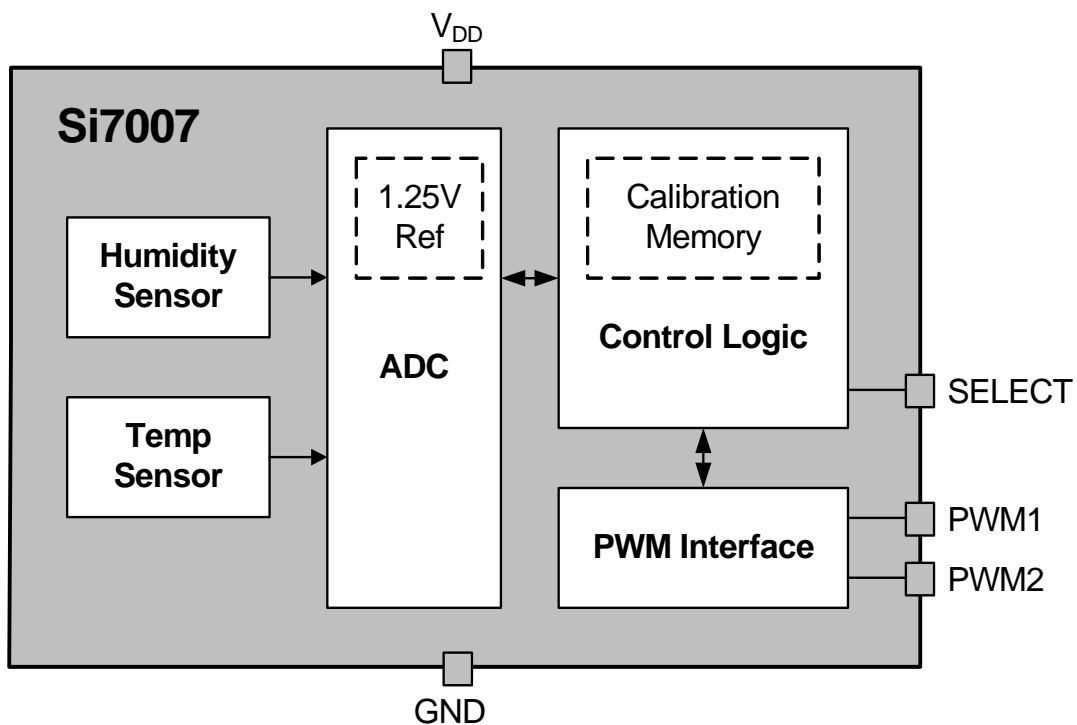 VDD
Si7007
1.25V
Ref
Calibration
Memory
Humidity
Sensor
ADC
Control Logic
SELECT
Temp
Sensor
PWM Interface
PWM1
PWM2
GND